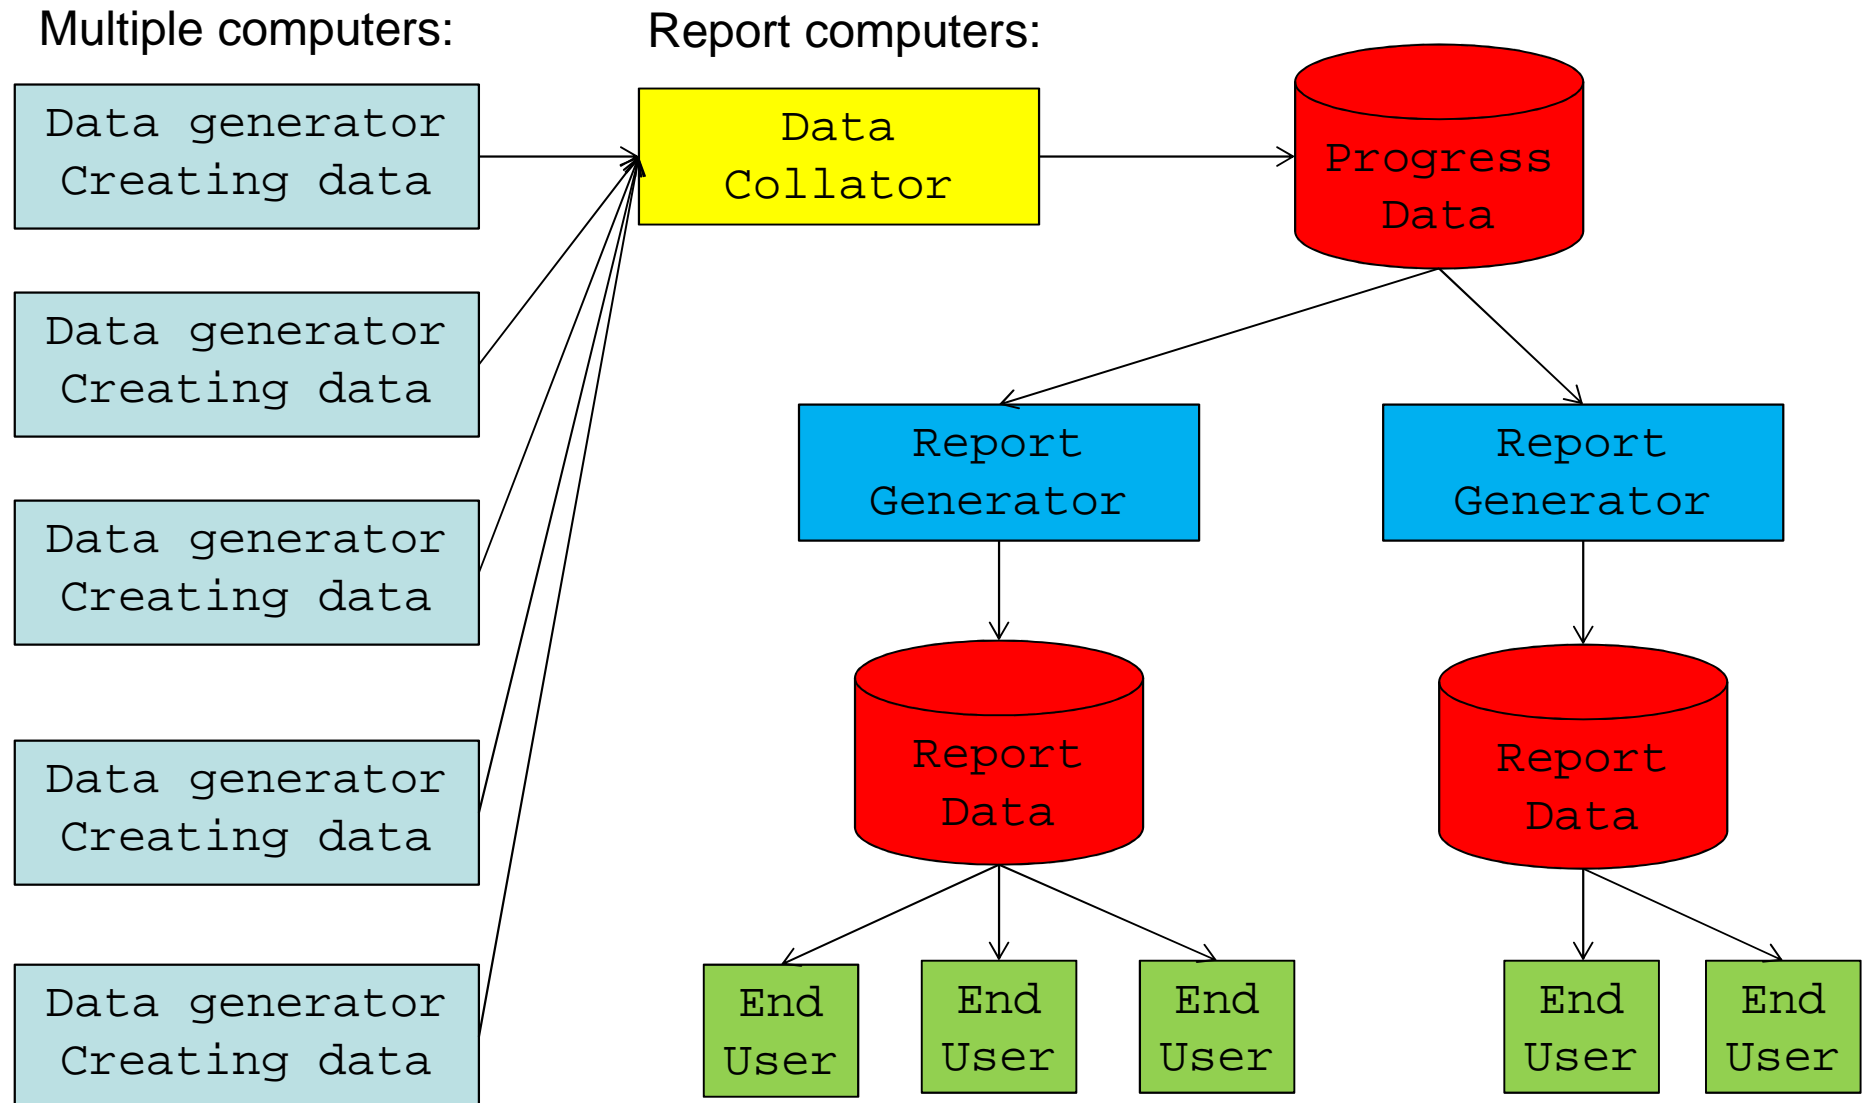 Multiple computers:
Report computers:
Data generator
Creating data
Data
Collator
Progress
Data
Data generator
Creating data
Report
Generator
Report
Generator
Data generator
Creating data
Report
Data
Report
Data
Data generator
Creating data
Data generator
Creating data
End
User
End
User
End
User
End
User
End
User